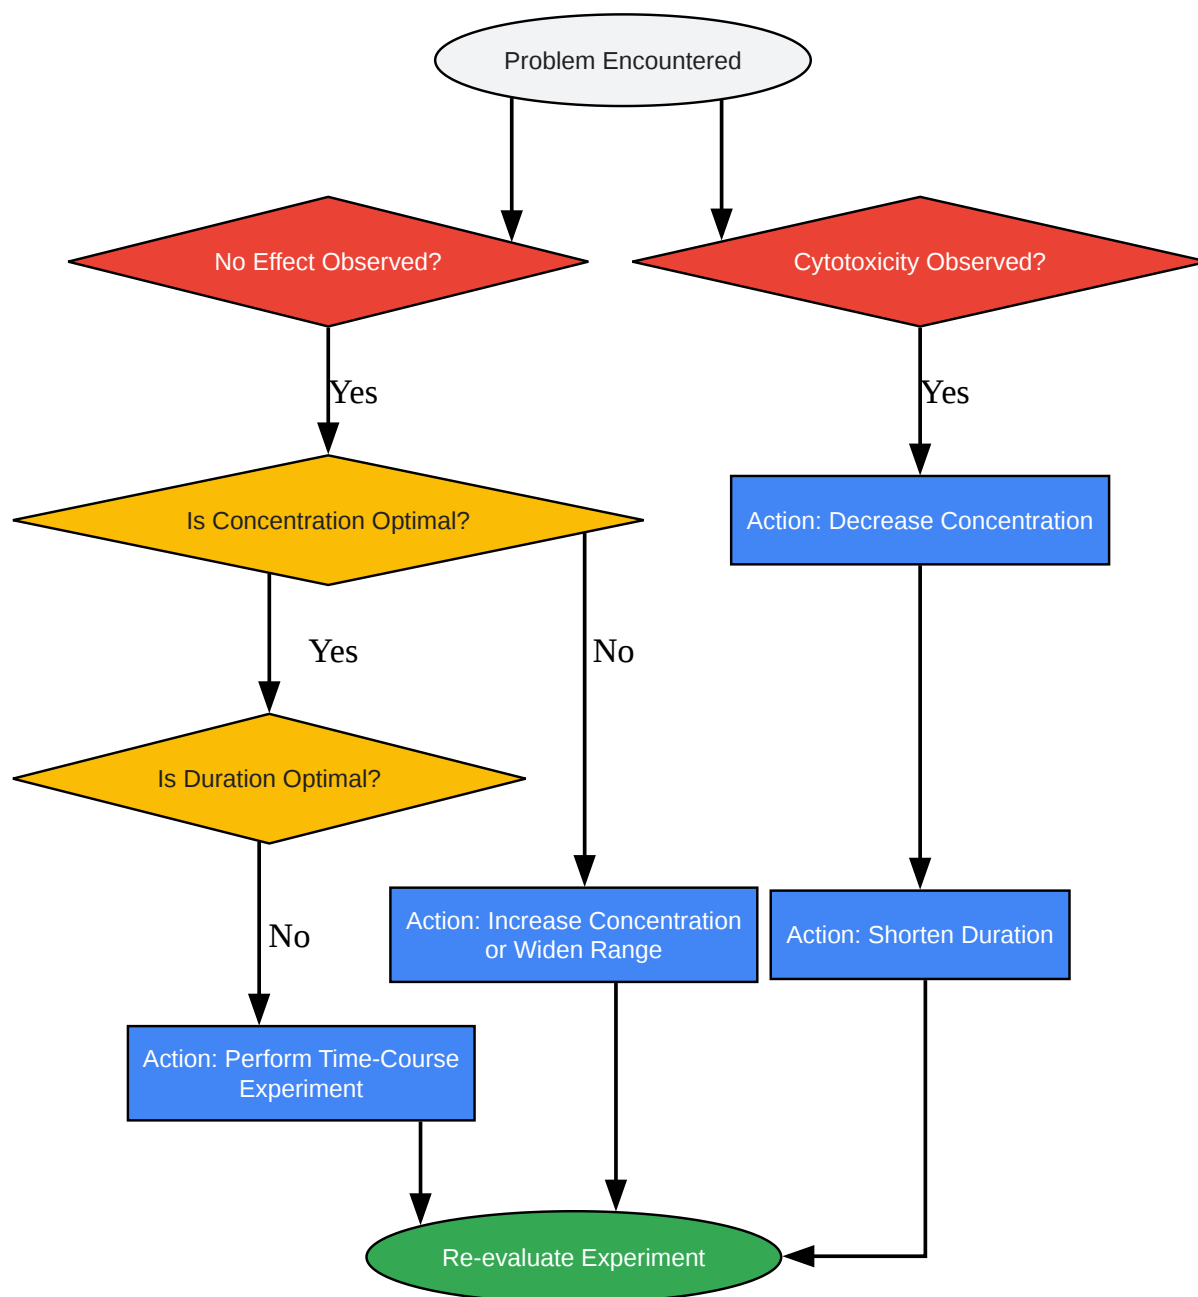 Problem Encountered
No Effect Observed?
Cytotoxicity Observed?
Yes
Yes
Is Concentration Optimal?
Action: Decrease Concentration
Yes
No
Is Duration Optimal?
Action: Increase Concentration
or Widen Range
Action: Shorten Duration
No
Action: Perform Time-Course
Experiment
Re-evaluate Experiment